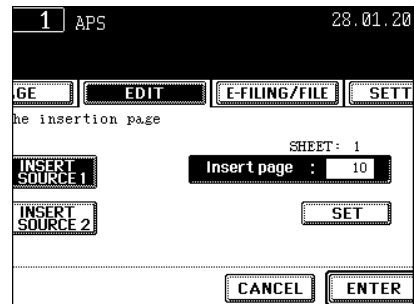 1 APS 28.01.20
GE EDIT E-FILING/FILE SETT
he insertion page
SHEET: 1
INSERT SOURCE 1 Insert page : 10
INSERT SOURCE 2 SET
CANCEL ENTER